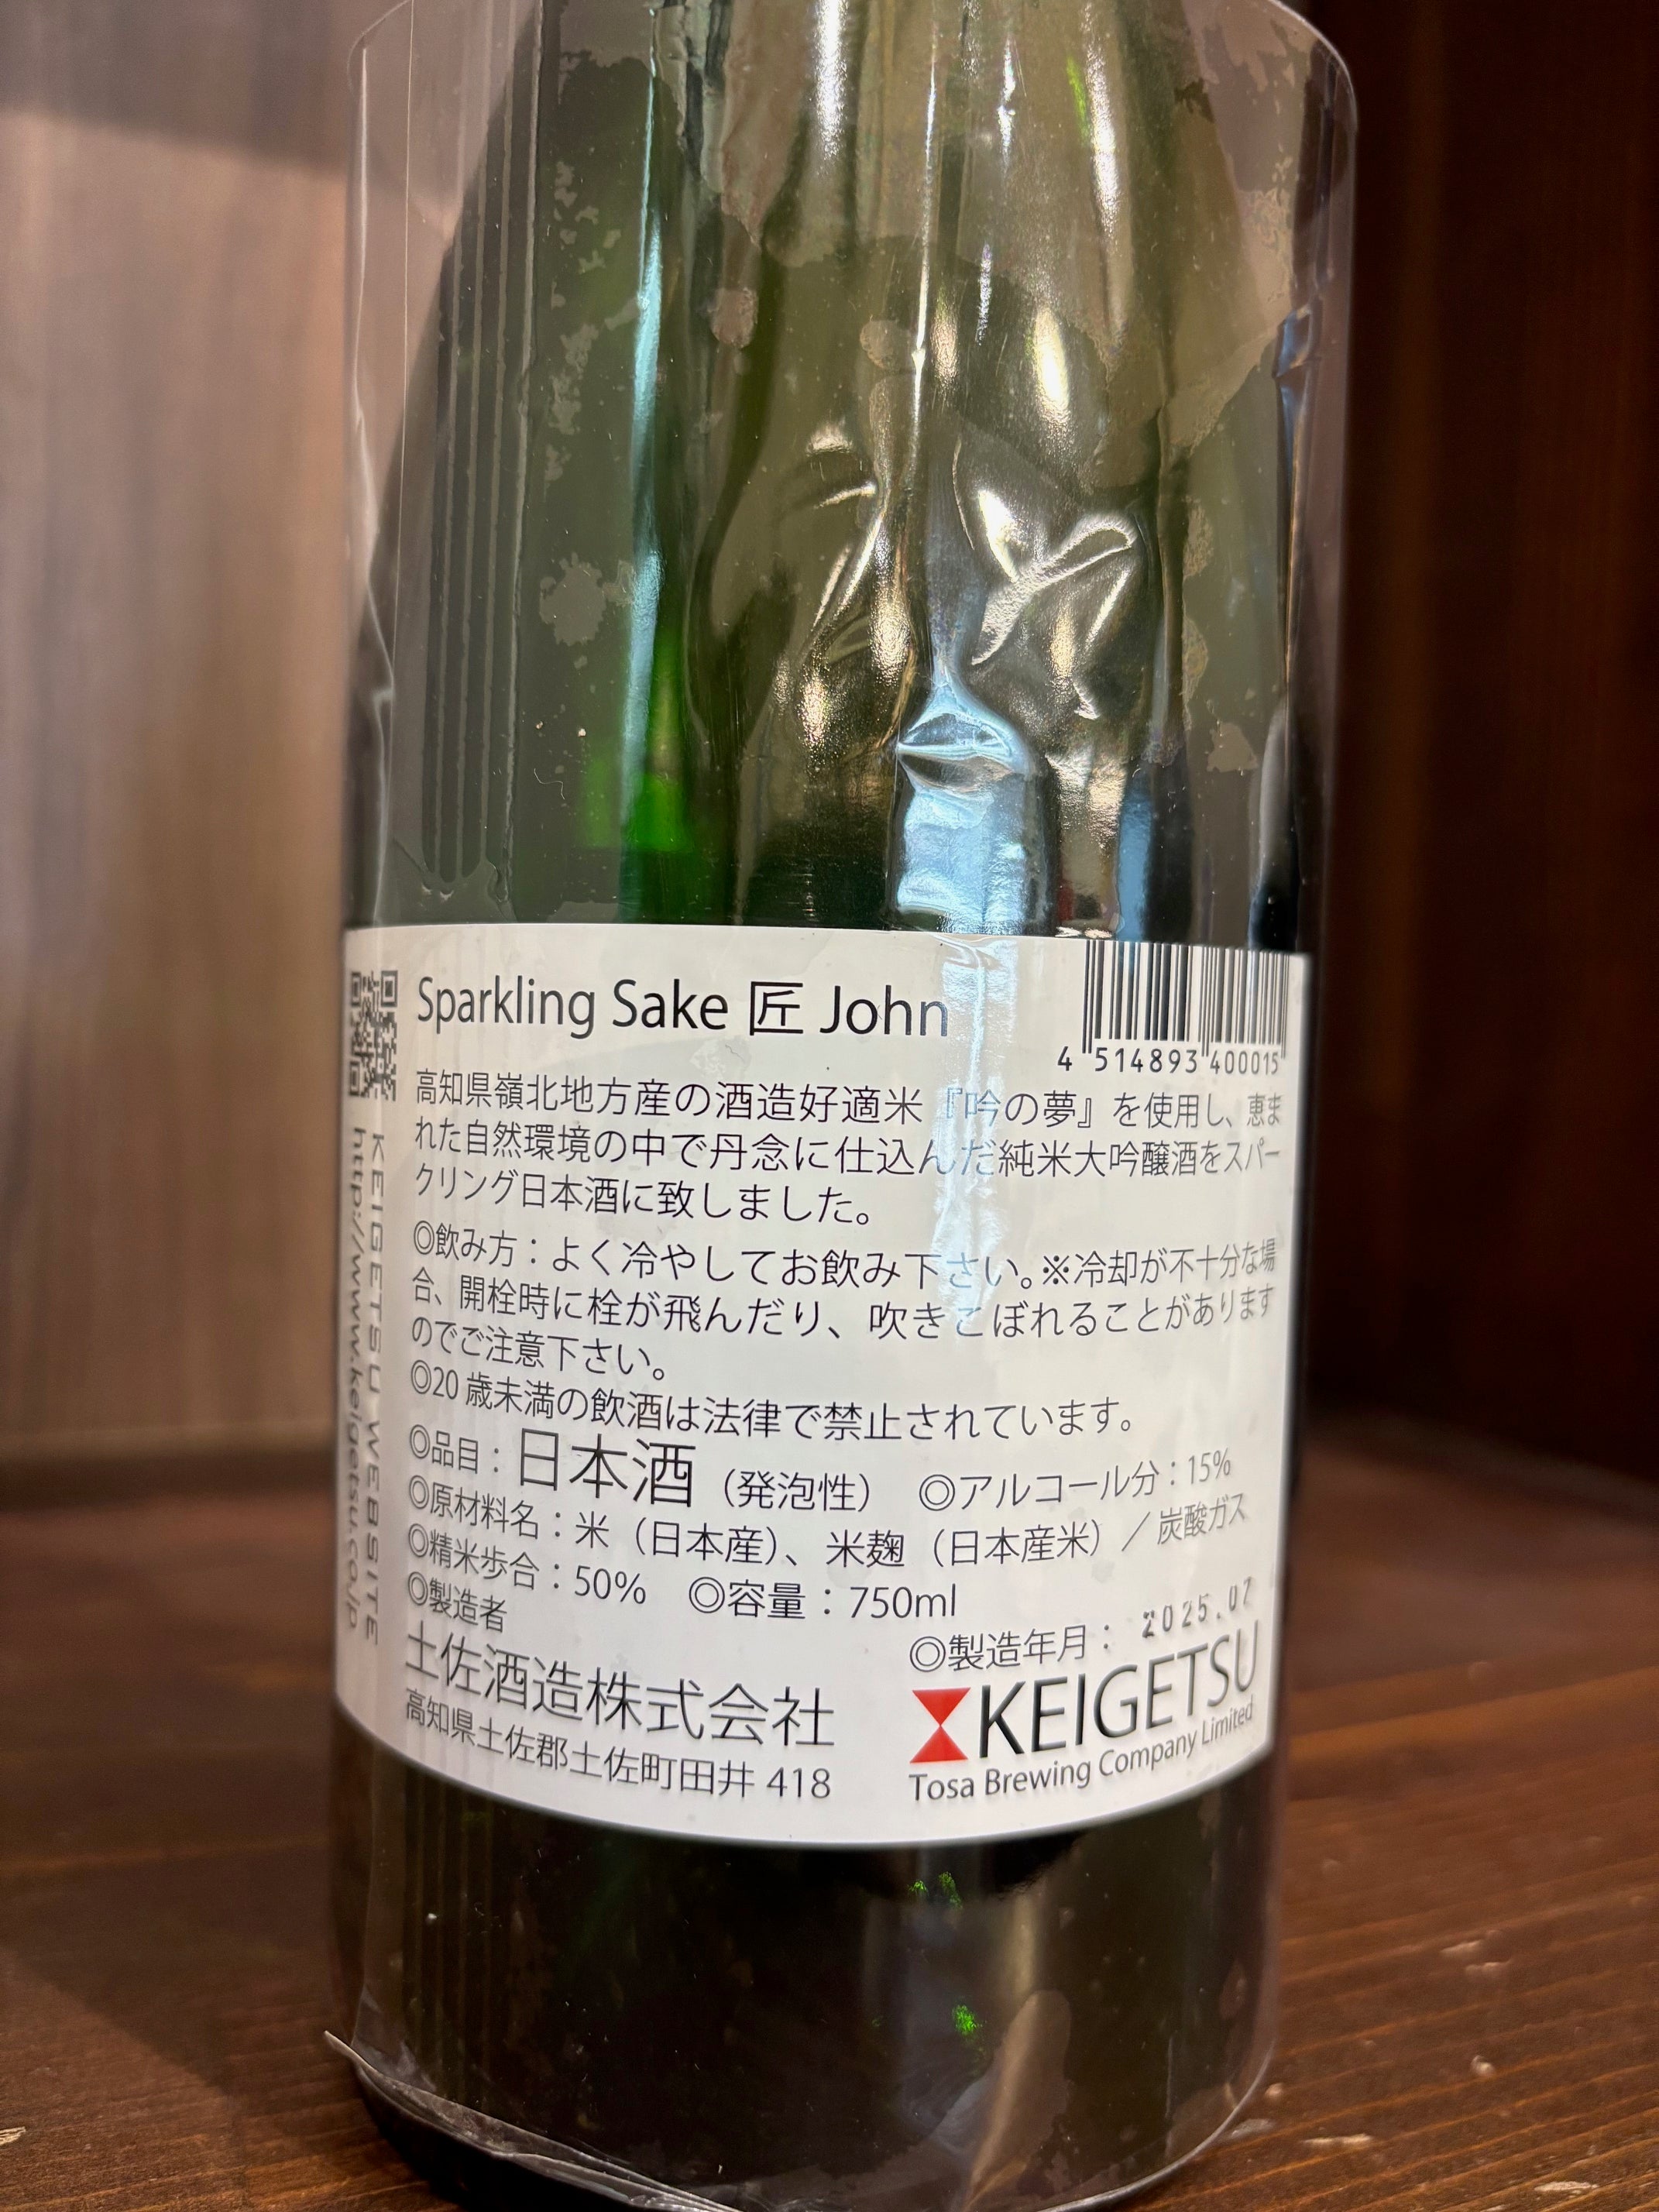 Sparkling Sake 匠 John
4 514893 400015
高知県嶺北地方産の酒造好適米『吟の夢』を使用し、恵ま
れた自然環境の中で丹念に仕込んだ純米大吟醸酒をスパー
クリング日本酒に致しました。
◎飲み方：よく冷やしてお飲み下さい。※冷却が不十分な場
合、開栓時に栓が飛んだり、吹きこぼれることがあります
のでご注意下さい。
◎20 歳未満の飲酒は法律で禁止されています。
◎品目：日本酒（発泡性） ◎アルコール分：15%
◎原材料名：米（日本産）、米麹（日本産米）／炭酸ガス
◎精米歩合：50% ◎容量：750ml
◎製造者
◎製造年月：2025.07
土佐酒造株式会社
高知県土佐郡土佐町田井 418
KEIGETSU
Tosa Brewing Company Limited
KEIGETSU WEBSITE
http://www.keigetsu.co.jp